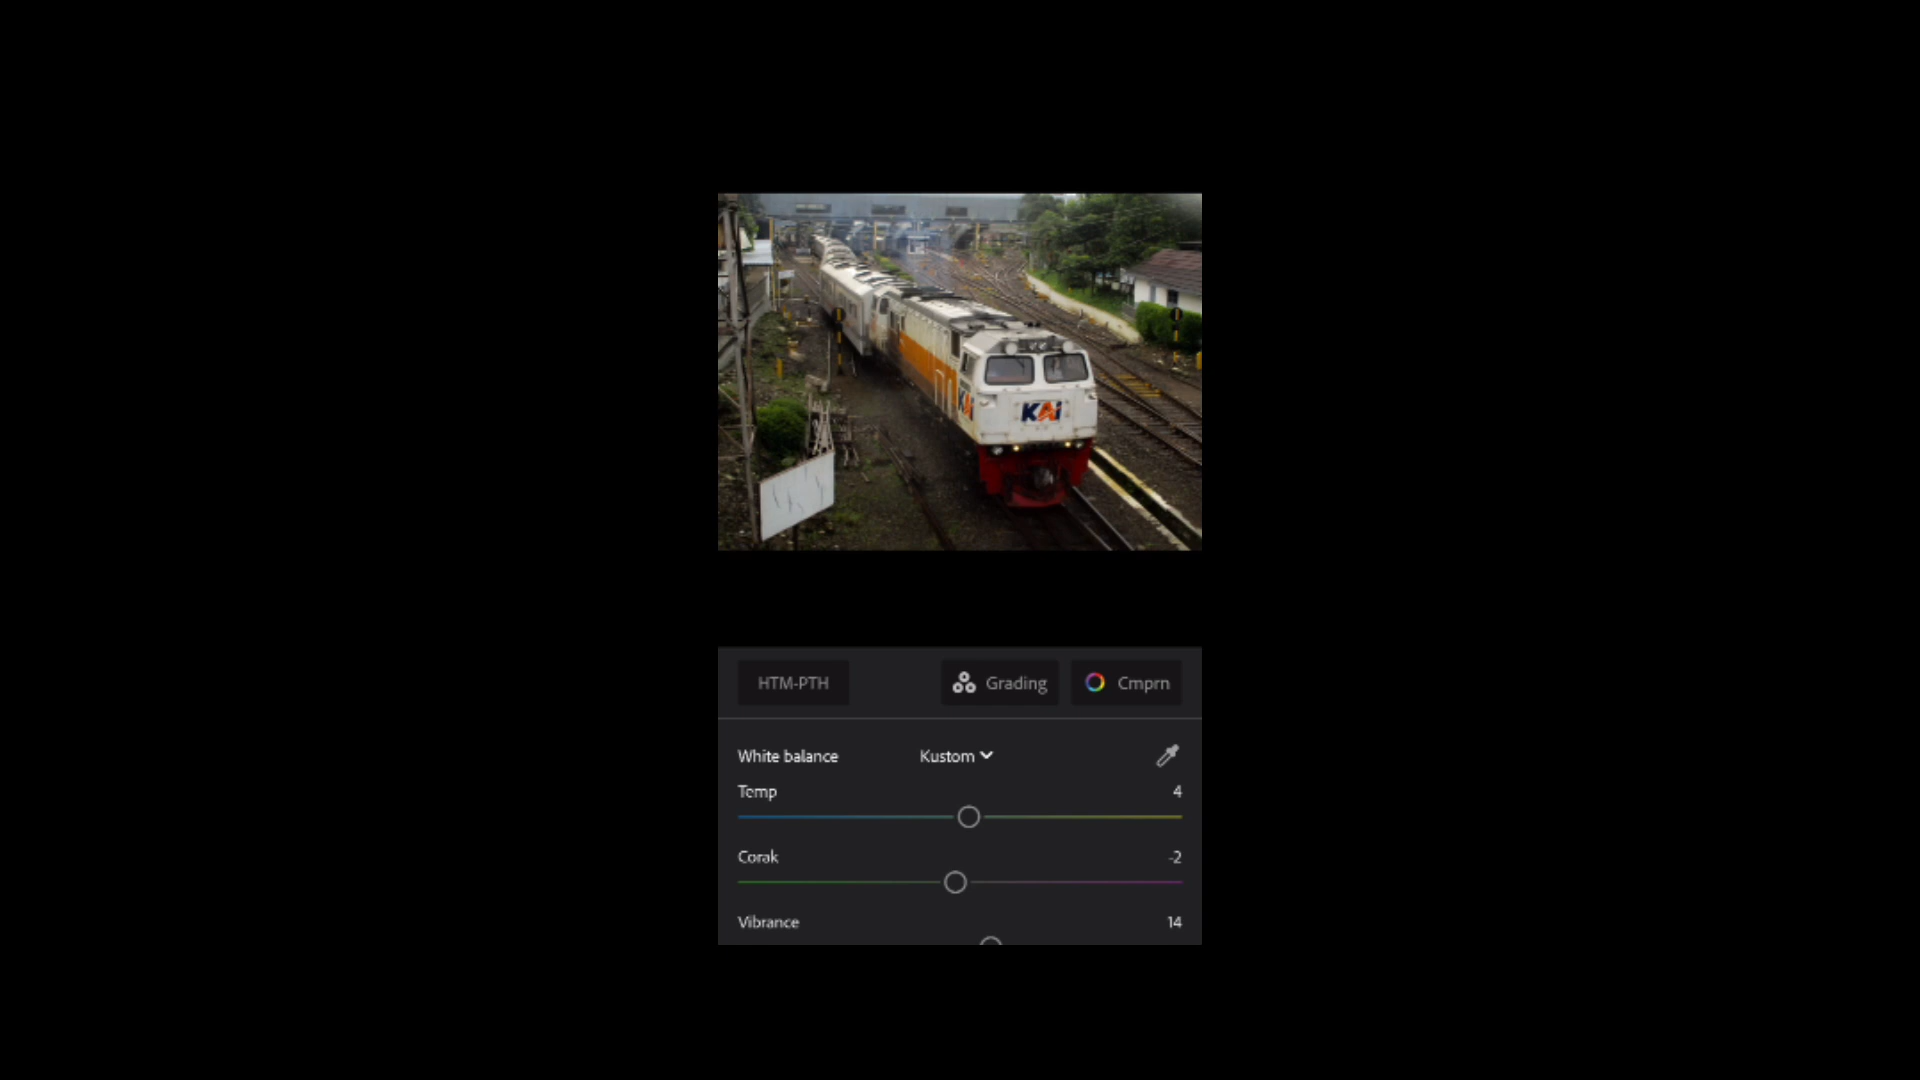 KAI
HTM-PTH
Grading
Cmprn
White balance
Kustom
Temp
4
Corak
-2
Vibrance
14